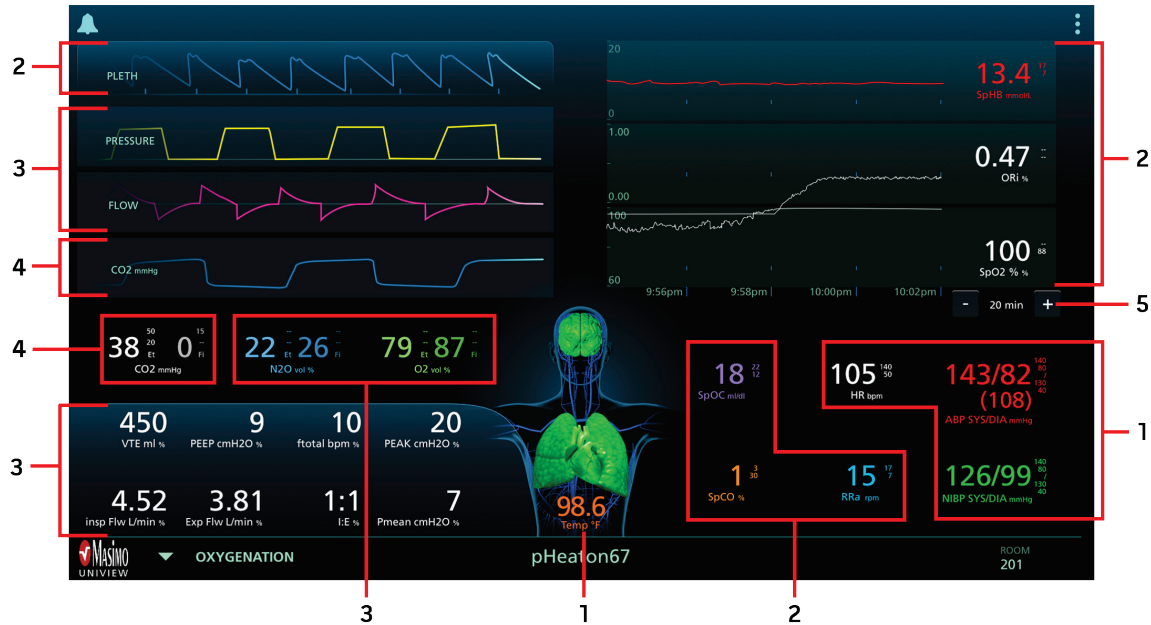 2
PLETH
3
PRESSURE
FLOW
4
CO2 mmHg
20
13.4 17 7
SpHB mmol/L
0
1.00
0.47 -- --
ORi %
0.00
100
100 -- 88
SpO2 % %
60
9:56pm 9:58pm 10:00pm 10:02pm
2
- 20 min +
5
4
38 50 20 Et 0 15 Fi
CO2 mmHg
22 -- -- Et 26 -- -- Fi
N2O vol %
79 -- -- Et 87 -- -- Fi
O2 vol %
18 22 12
SpOC ml/dl
105 140 50
HR bpm
143/82 140 80 / 130 40
(108)
ABP SYS/DIA mmHg
1
3
450
VTE ml %
9
PEEP cmH2O %
10
ftotal bpm %
20
PEAK cmH2O %
4.52
insp Flw L/min %
3.81
Exp Flw L/min %
1:1
I:E %
7
Pmean cmH2O %
98.6
Temp °F
1 3 30
SpCO %
15 17 7
RRa rpm
126/99 140 80 / 130 40
NIBP SYS/DIA mmHg
Masimo
UNIVIEW
OXYGENATION
pHeaton67
ROOM
201
3
1
2